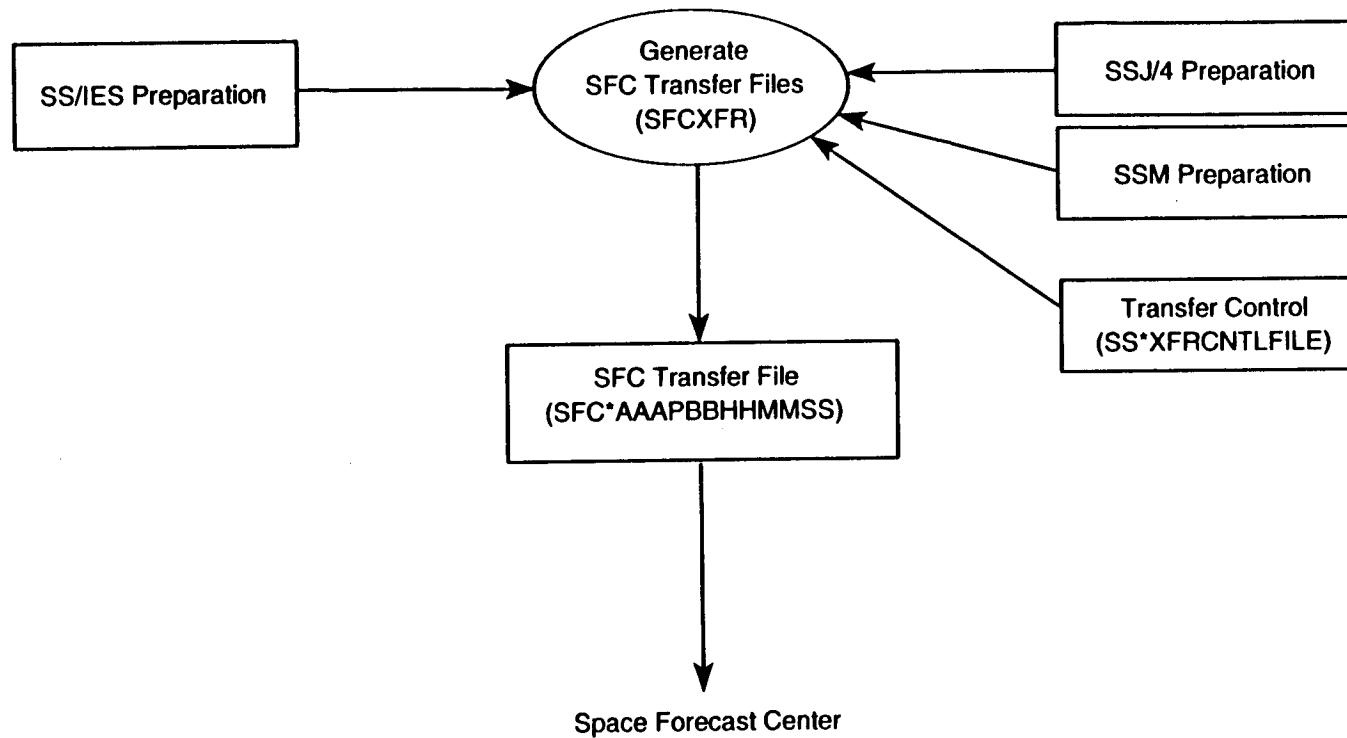 Generate
SFC Transfer Files
(SFCXFR)
SS/IES Preparation
SSJ/4 Preparation
SSM Preparation
Transfer Control
(SS*XFRCNTLFILE)
SFC Transfer File
(SFC*AAAPBBHHMMSS)
Space Forecast Center